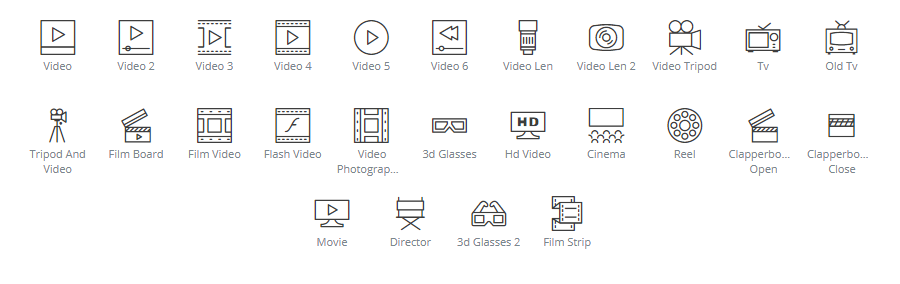 Video Video 2 Video 3 Video 4 Video 5 Video 6 Video Len Video Len 2 Video Tripod Tv Old Tv
HD
Tripod And Film Board Film Video Flash Video Video 3d Glasses Hd Video Cinema Reel Clapperbo... Clapperbo...
Video Photograp... Open Close
Movie Director 3d Glasses 2 Film Strip